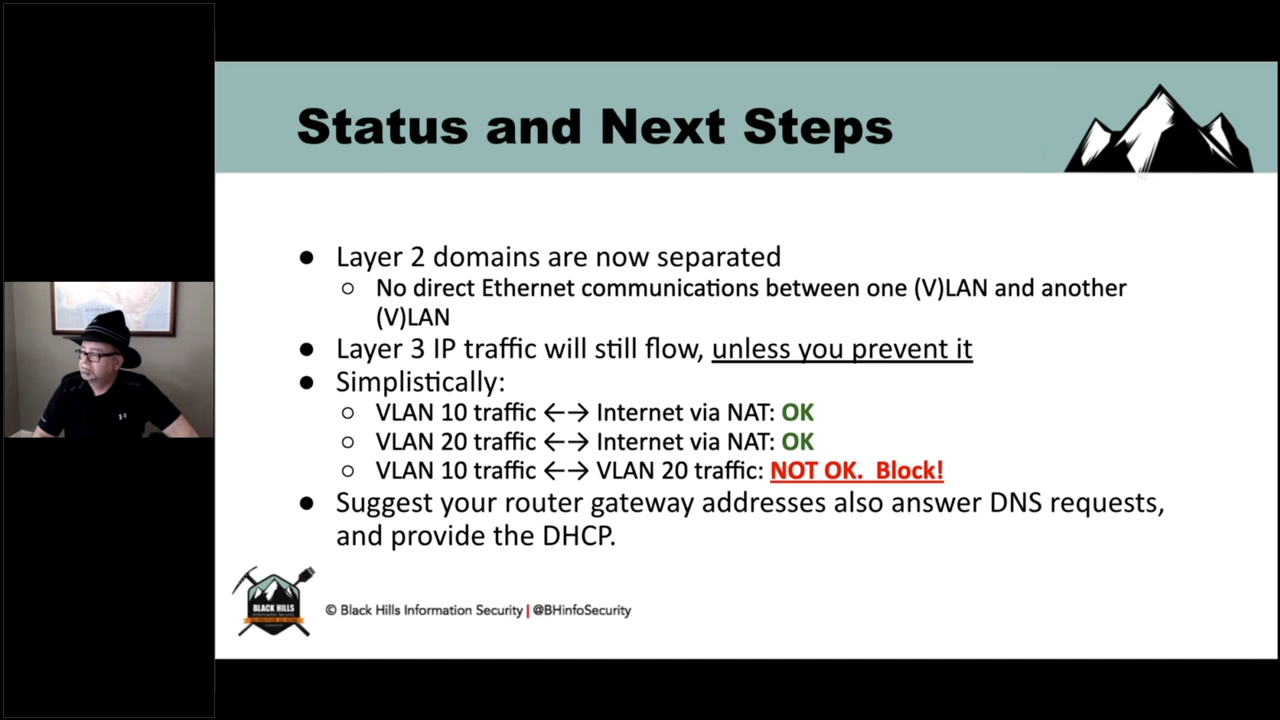 Status and Next Steps
● Layer 2 domains are now separated
○ No direct Ethernet communications between one (V)LAN and another
(V)LAN
● Layer 3 IP traffic will still flow, unless you prevent it
● Simplistically:
○ VLAN 10 traffic ←→ Internet via NAT: OK
○ VLAN 20 traffic ←→ Internet via NAT: OK
○ VLAN 10 traffic ←→ VLAN 20 traffic: NOT OK. Block!
● Suggest your router gateway addresses also answer DNS requests,
and provide the DHCP.
BLACK HILLS
Information Security
© Black Hills Information Security | @BHinfoSecurity